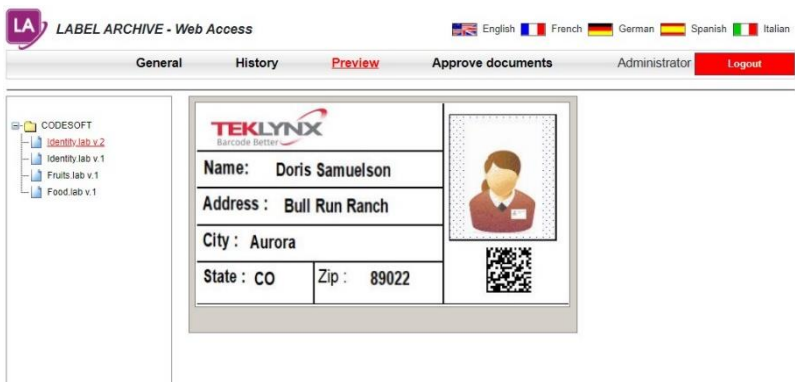 LA
LABEL ARCHIVE - Web Access
English French German Spanish Italian
General History Preview Approve documents Administrator Logout
CODESOFT
Identity.lab v.2
Identity.lab v.1
Fruits.lab v.1
Food.lab v.1
TEKLYNX
Barcode Better
Name: Doris Samuelson
Address : Bull Run Ranch
City : Aurora
State : CO Zip : 89022